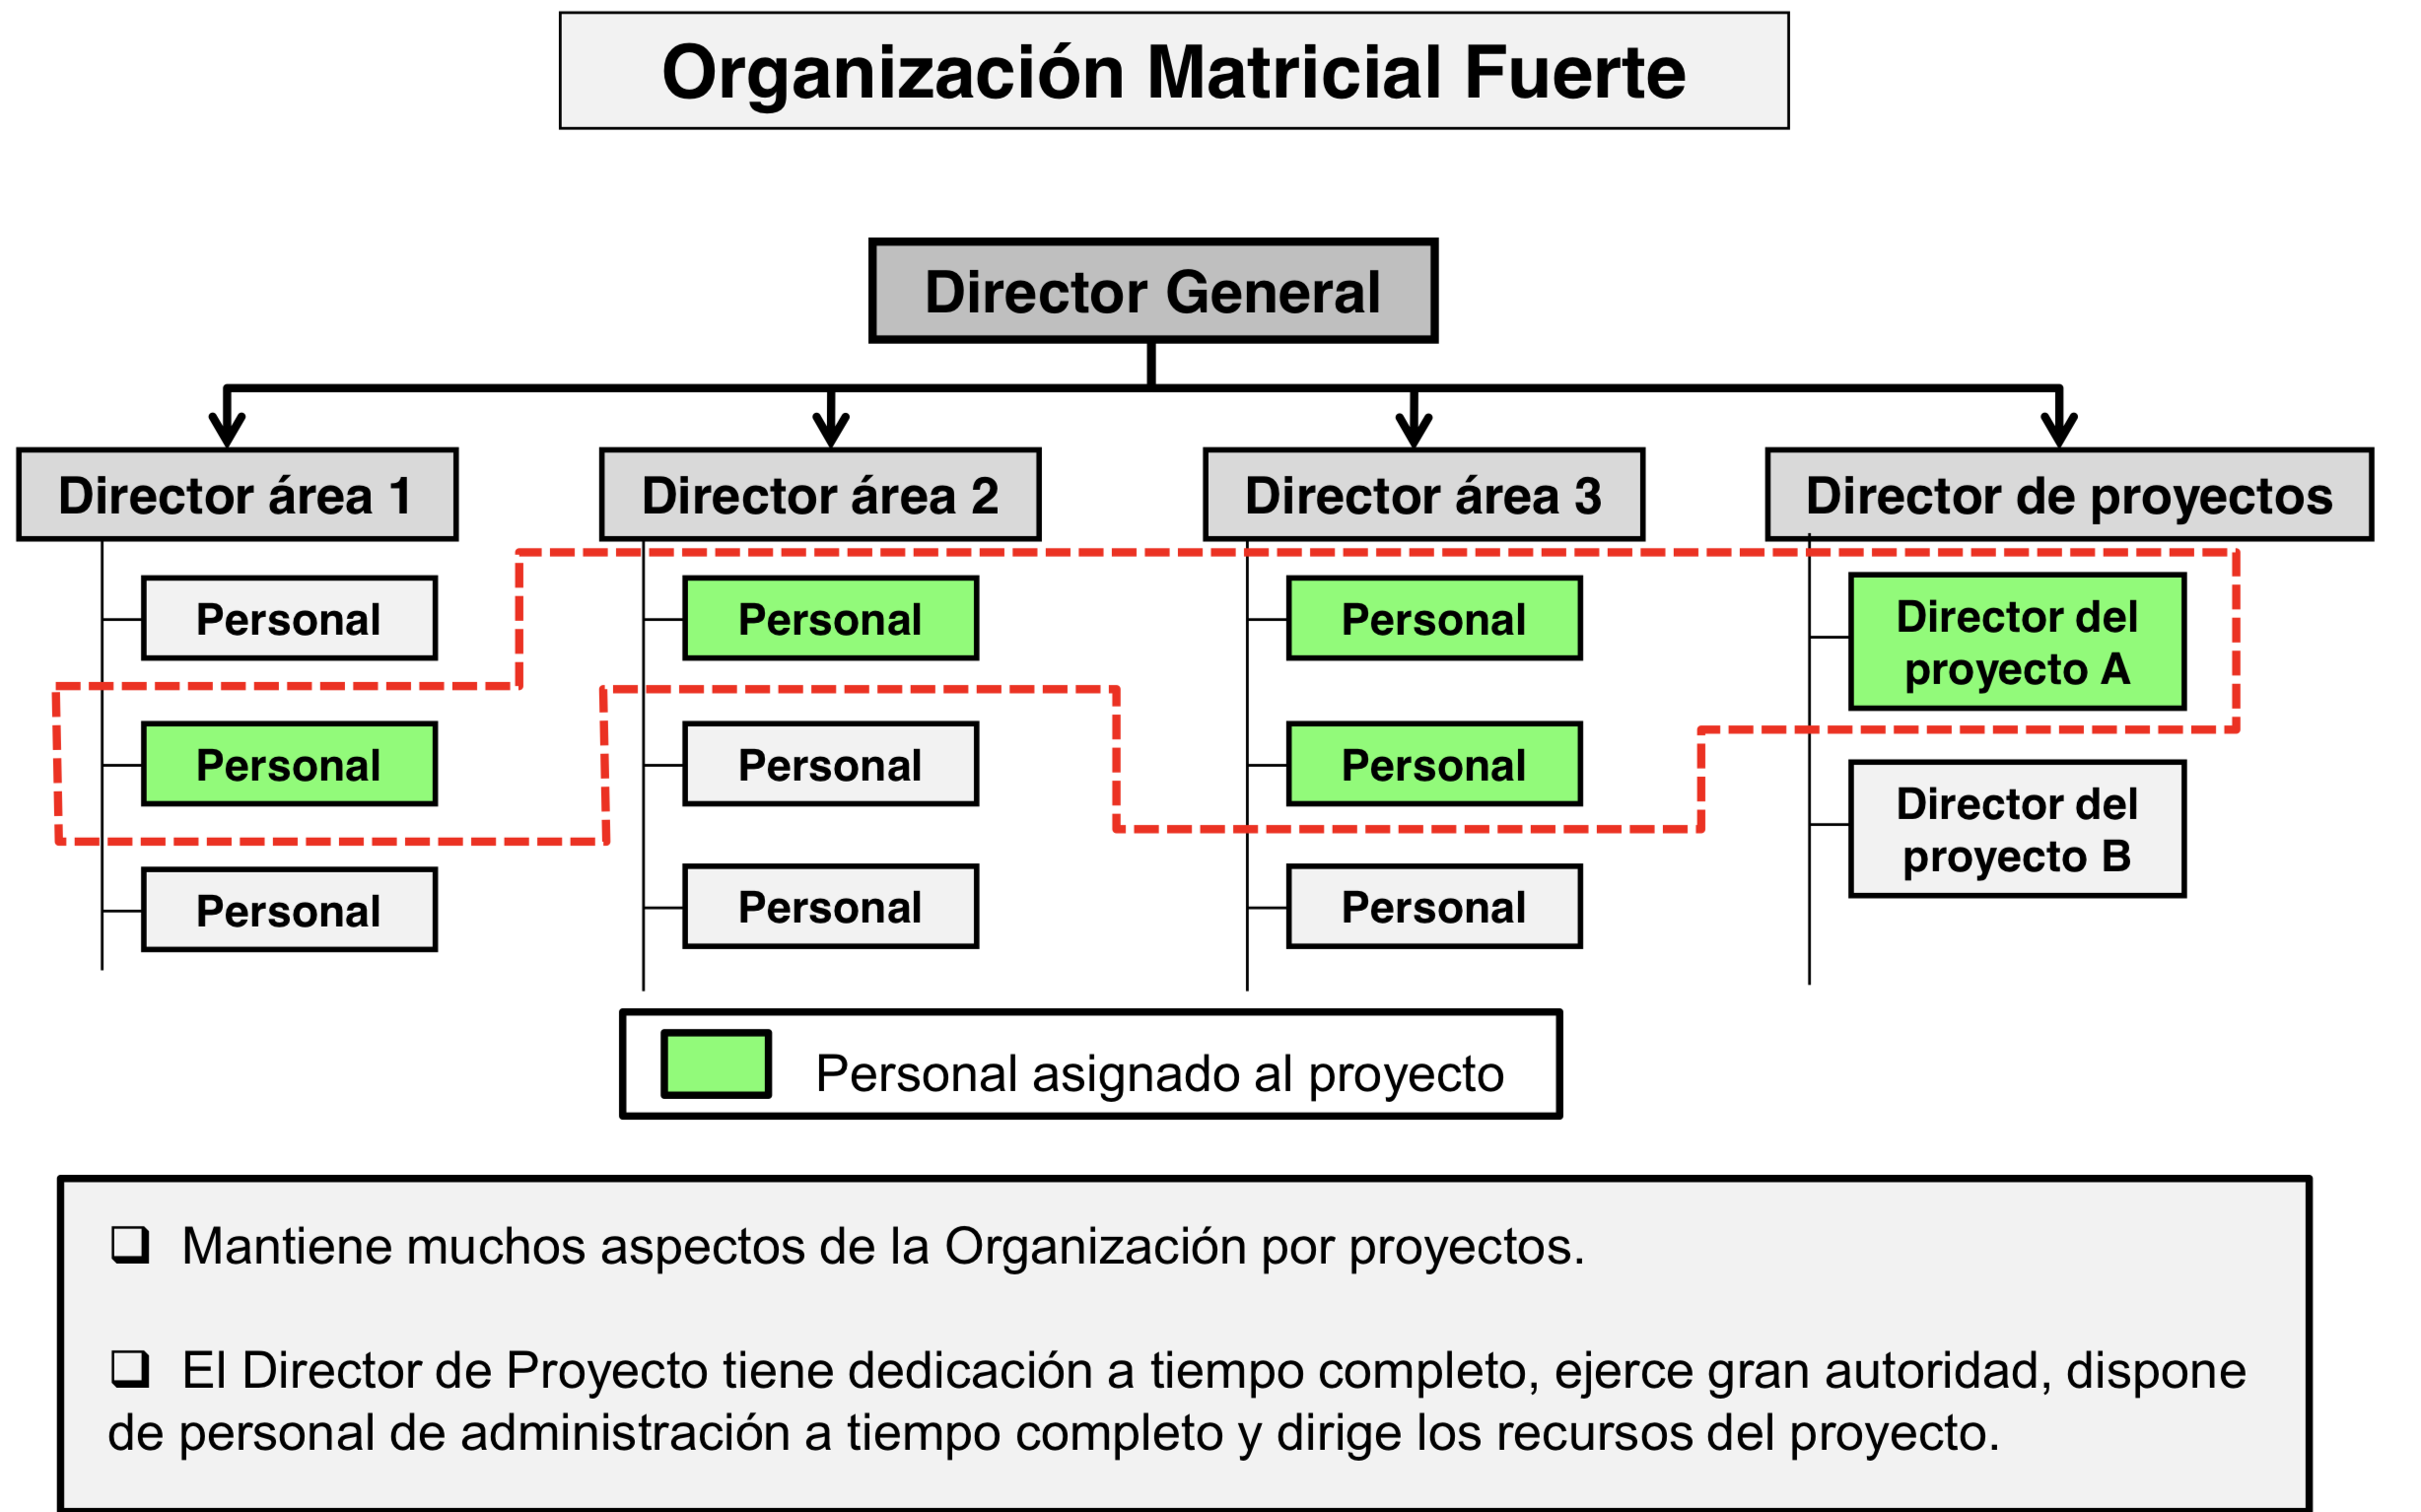 Organización Matricial Fuerte
Director General
Director área 1
Director área 2
Director área 3
Director de proyectos
Personal
Personal
Personal
Personal
Personal
Personal
Personal
Personal
Personal
Director del
proyecto A
Director del
proyecto B
Personal asignado al proyecto
❑ Mantiene muchos aspectos de la Organización por proyectos.
❑ El Director de Proyecto tiene dedicación a tiempo completo, ejerce gran autoridad, dispone
de personal de administración a tiempo completo y dirige los recursos del proyecto.